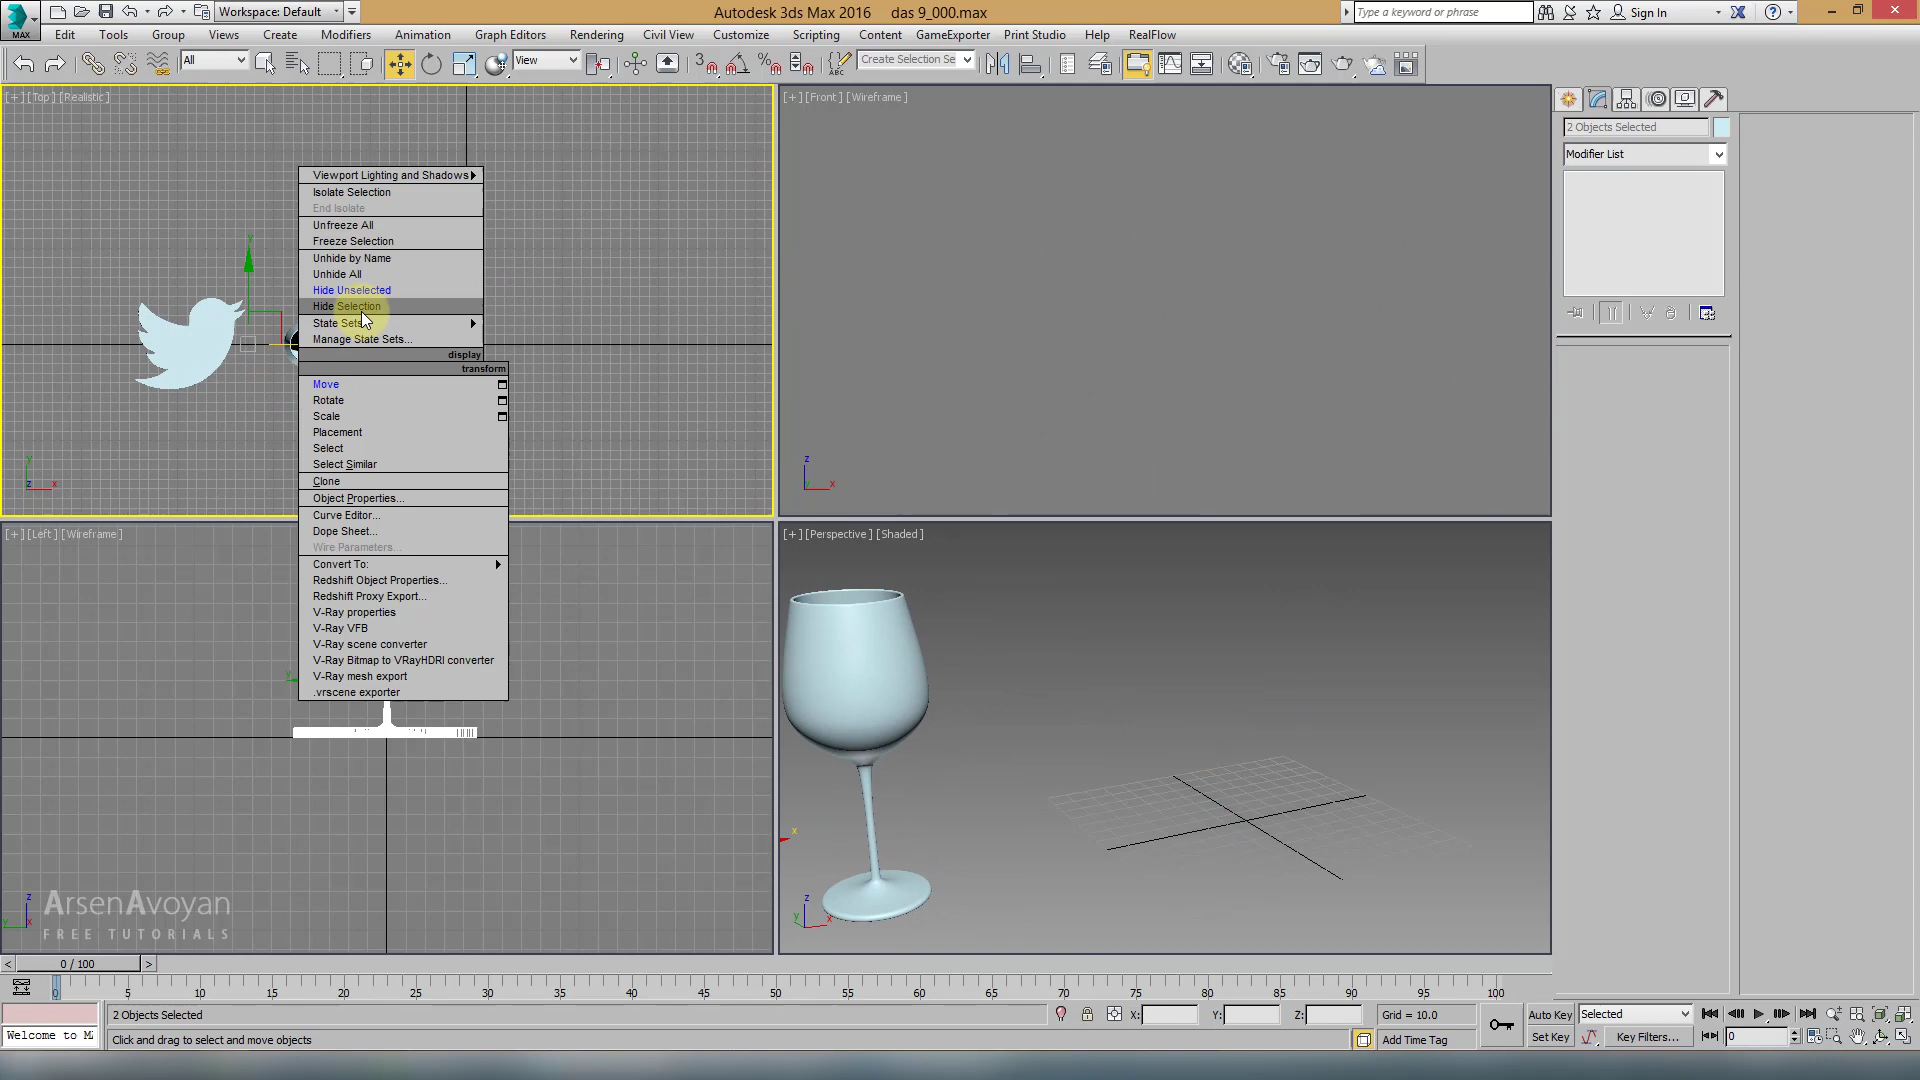 MAX
Workspace: Default
Autodesk 3ds Max 2016 das 9_000.max
Type a keyword or phrase
Sign In
Edit Tools Group Views Create Modifiers Animation Graph Editors Rendering Civil View Customize Scripting Content GameExporter Print Studio Help RealFlow
All
View
3
ABC
Create Selection Se
[+] [Top] [Realistic]
[+] [Front] [Wireframe]
2 Objects Selected
Modifier List
Viewport Lighting and Shadows
Isolate Selection
End Isolate
Unfreeze All
Freeze Selection
Unhide by Name
Unhide All
Hide Unselected
Hide Selection
State Sets
Manage State Sets...
display
transform
Move
Rotate
Scale
Placement
Select
Select Similar
Clone
Object Properties...
Curve Editor...
Dope Sheet...
Wire Parameters...
Convert To:
Redshift Object Properties...
Redshift Proxy Export...
V-Ray properties
V-Ray VFB
V-Ray scene converter
V-Ray Bitmap to VRayHDRI converter
V-Ray mesh export
.vrscene exporter
y
y
z x
z
y x
[+] [Left] [Wireframe]
[+] [Perspective] [Shaded]
y
x
z
y x
z
y x
ArsenAvoyan
FREE TUTORIALS
< 0 / 100 >
0 5 10 15 20 25 30 35 40 45 50 55 60 65 70 75 80 85 90 95 100
2 Objects Selected
X: Y: Z:
Grid = 10.0
Auto Key
Selected
Welcome to M
Click and drag to select and move objects
Add Time Tag
Set Key
Key Filters...
0